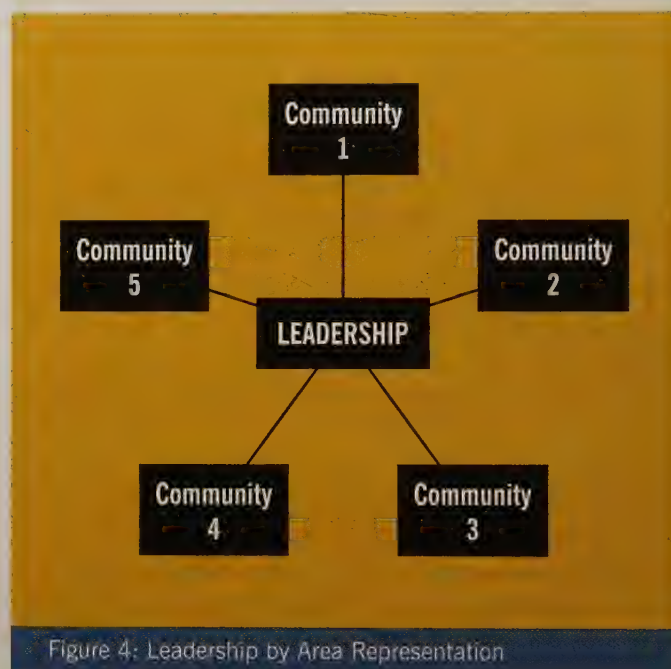 Community
1
Community
5
Community
2
LEADERSHIP
Community
4
Community
3
Figure 4: Leadership by Area Representation